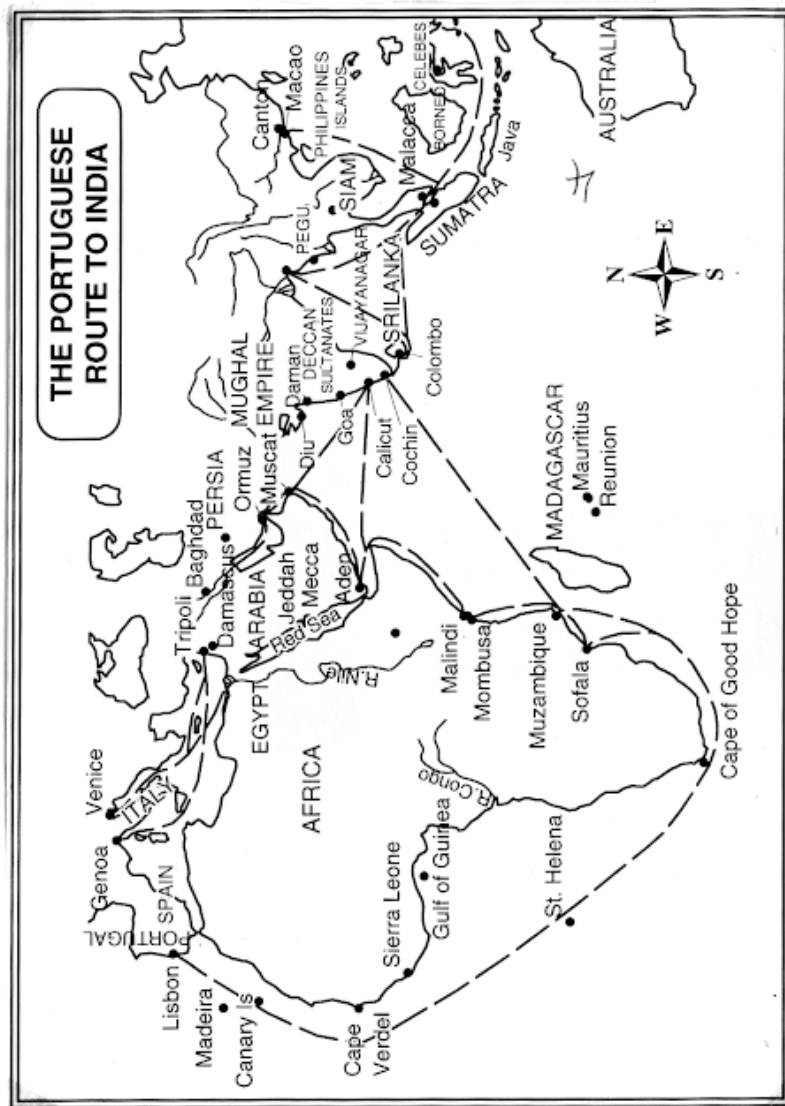 THE PORTUGUESE
ROUTE TO INDIA
Venice
Genoa
ITALY
SPAIN
PORTUGAL
Lisbon
Madeira
Canary Is
Cape
Verdel
Sierra Leone
Gulf of Guinea
St. Helena
AFRICA
R.Congo
EGYPT
R.Nile
Red Sea
Tripoli
Damascus
Baghdad
PERSIA
ARABIA
Jeddah
Mecca
Aden
Ormuz
Muscat
MUGHAL
EMPIRE
Diu
Daman
DECCAN
SULTANATES
VIJAYANAGAR
Goa
Calicut
Cochin
SRILANKA
Colombo
PEGU
SIAM
Canton
Macao
PHILIPPINES
ISLANDS
Malacca
BORNEO
CELEBES
SUMATRA
Java
AUSTRALIA
Malindi
Mombusa
Muzambique
Sofala
MADAGASCAR
Mauritius
Reunion
Cape of Good Hope
N
E
S
W